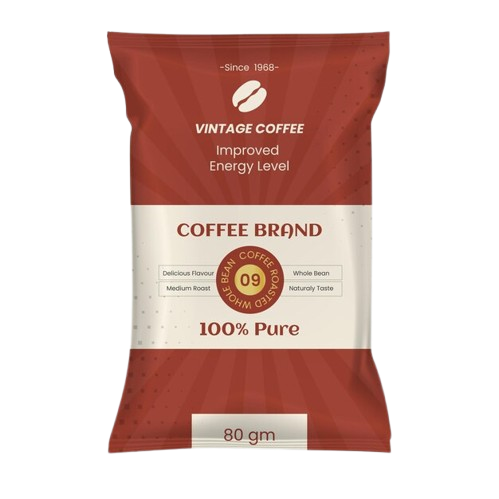 -Since 1968-
VINTAGE COFFEE
Improved
Energy Level
COFFEE BRAND
Delicious Flavour
Medium Roast
COFFEE ROASTED WHOLE BEAN
09
Whole Bean
Naturaly Taste
100% Pure
80 gm